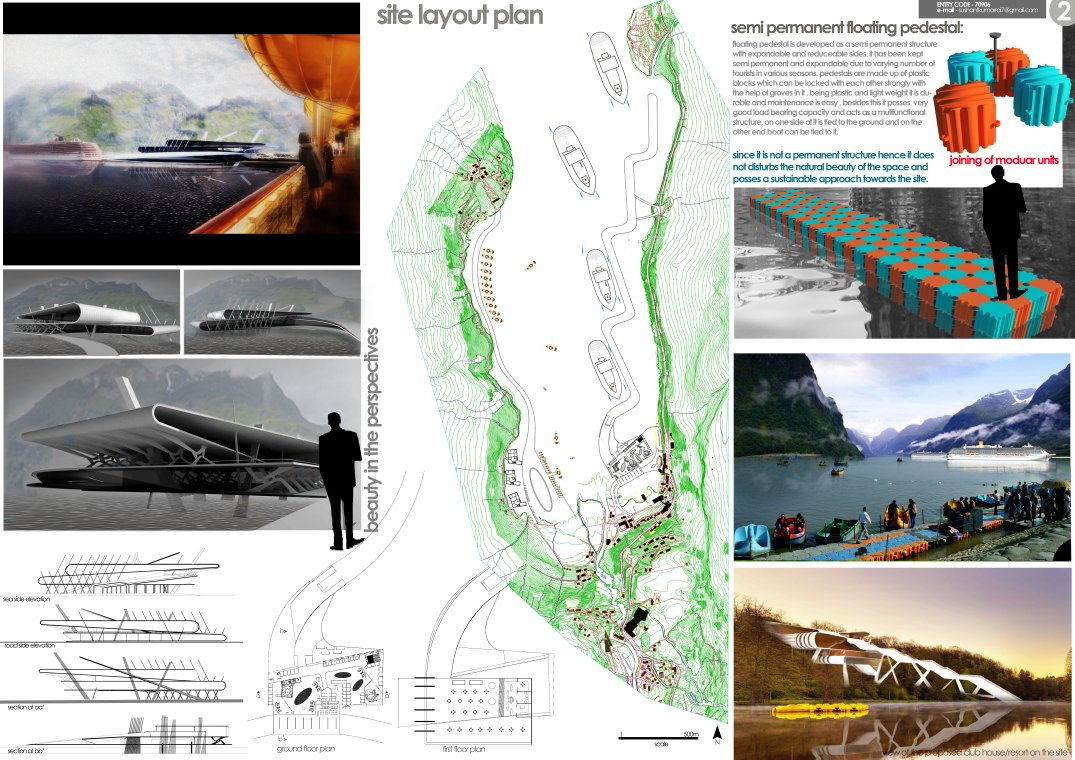 site layout plan
ENTRY CODE - 70906
e-mail - sushantkumarrai7@gmail.com
2
semi permanent floating pedestal:
floating pedestal is developed as a semi permanent structure
with expandable and reduceable sides. it has been kept
semi permanent and expandable due to varying number of
tourists in various seasons. pedestals are made up of plastic
blocks which can be locked with each other strongly with
the help of groves in it . being plastic and light weight it is du-
rable and maintenance is easy , besides this it posses very
good load bearing capacity and acts as a multifunctional
structure, on one side of it is tied to the ground and on the
other end boat can be tied to it.
since it is not a permanent structure hence it does
not disturbs the natural beauty of the space and
posses a sustainable approach towards the site.
joining of moduar units
beauty in the perspectives
sea side elevation
road side elevation
section at aa'
section at bb'
ground floor plan
first floor plan
1 500m
scale
N
view of the proposed club house/resort on the site